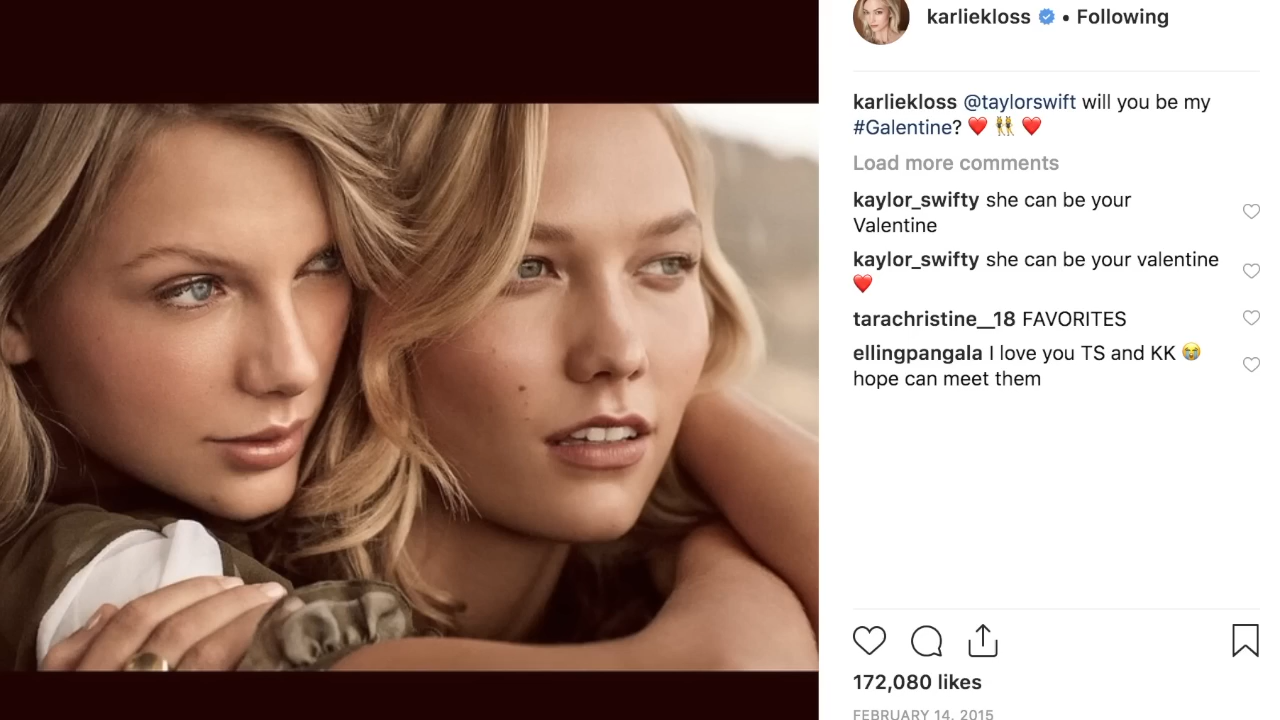 karliekloss • Following
karliekloss @taylorswift will you be my
#Galentine? ❤️ 👯 ❤️
Load more comments
kaylor_swifty she can be your
Valentine
kaylor_swifty she can be your valentine
❤️
tarachristine__18 FAVORITES
ellingpangala I love you TS and KK 😭
hope can meet them
172,080 likes
FEBRUARY 14, 2015